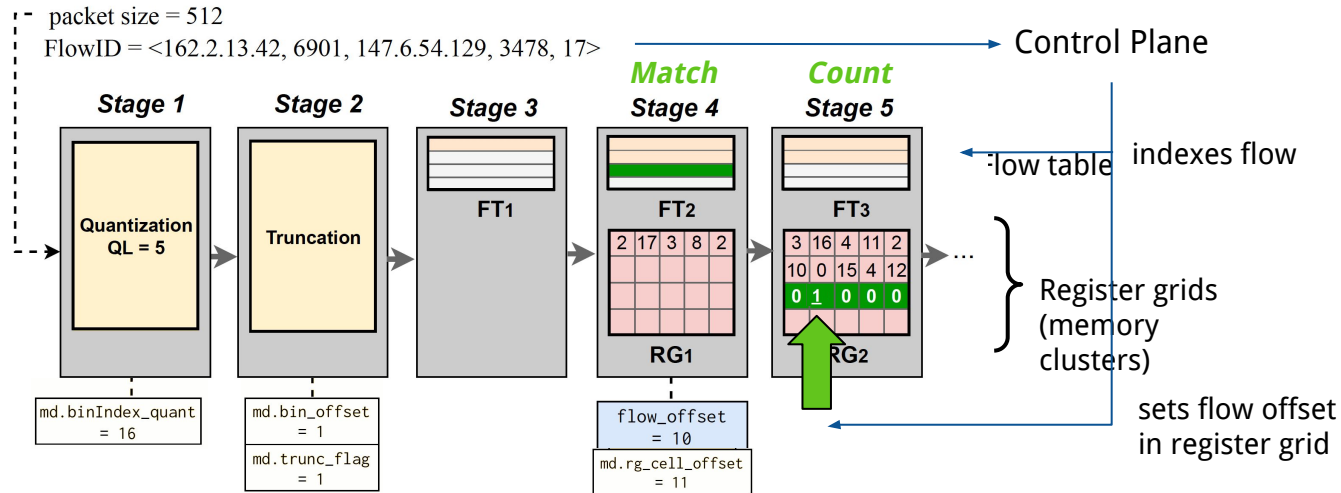 packet size = 512
FlowID = <162.2.13.42, 6901, 147.6.54.129, 3478, 17>
Control Plane
Match
Count
Stage 1
Stage 2
Stage 3
Stage 4
Stage 5
Quantization
QL = 5
Truncation
FT1
FT2
FT3
2 17 3 8 2
3 16 4 11 2
10 0 15 4 12
0 1 0 0 0
RG1
RG2
...
low table
indexes flow
Register grids
(memory
clusters)
sets flow offset
in register grid
md.binIndex_quant
= 16
md.bin_offset
= 1
md.trunc_flag
= 1
flow_offset
= 10
md.rg_cell_offset
= 11